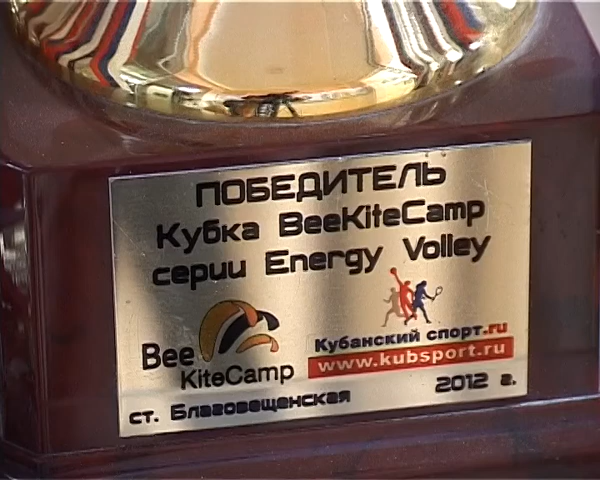 ПОБЕДИТЕЛЬ
Кубка BeeKiteCamp
серии Energy Volley
Bee
KiteCamp
Кубанский спорт.ru
www.kubsport.ru
ст. Благовещенская
2012 г.